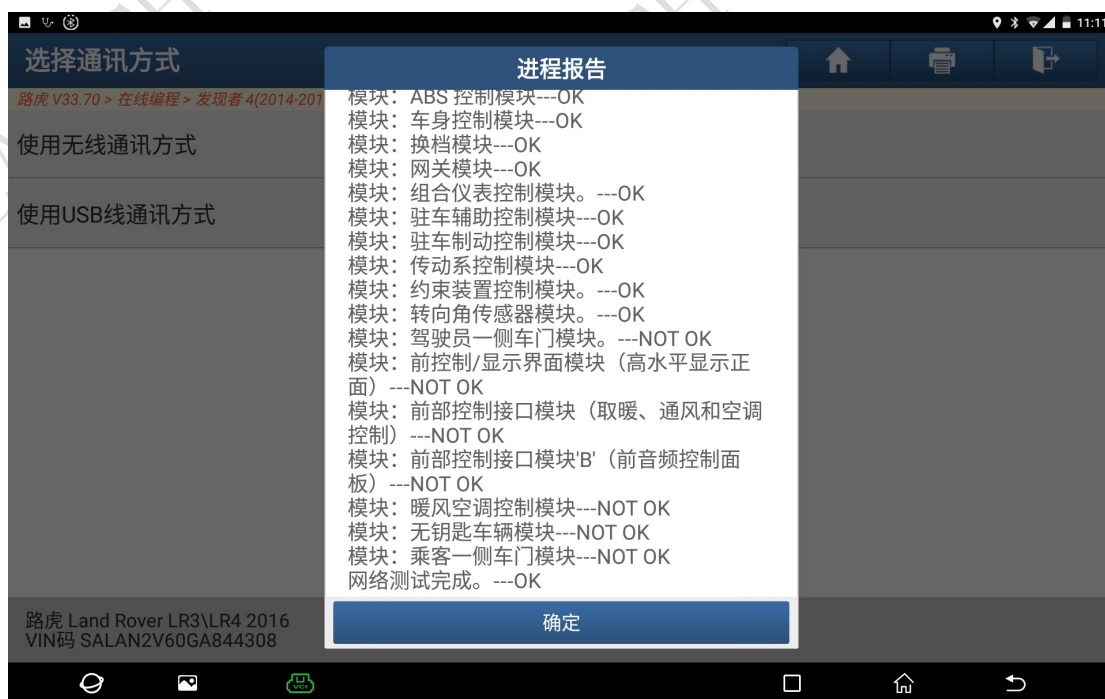 11:11
选择通讯方式
进程报告
路虎 V33.70 > 在线编程 > 发现者 4(2014-201
使用无线通讯方式
使用USB线通讯方式
模块：ABS 控制模块---OK
模块：车身控制模块---OK
模块：换档模块---OK
模块：网关模块---OK
模块：组合仪表控制模块。---OK
模块：驻车辅助控制模块---OK
模块：驻车制动控制模块---OK
模块：传动系控制模块---OK
模块：约束装置控制模块。---OK
模块：转向角传感器模块。---OK
模块：驾驶员一侧车门模块。---NOT OK
模块：前控制/显示界面模块（高水平显示正
面）---NOT OK
模块：前部控制接口模块（取暖、通风和空调
控制）---NOT OK
模块：前部控制接口模块'B'（前音频控制面
板）---NOT OK
模块：暖风空调控制模块---NOT OK
模块：无钥匙车辆模块---NOT OK
模块：乘客一侧车门模块---NOT OK
网络测试完成。---OK
确定
路虎 Land Rover LR3\LR4 2016
VIN码 SALAN2V60GA844308
VCI